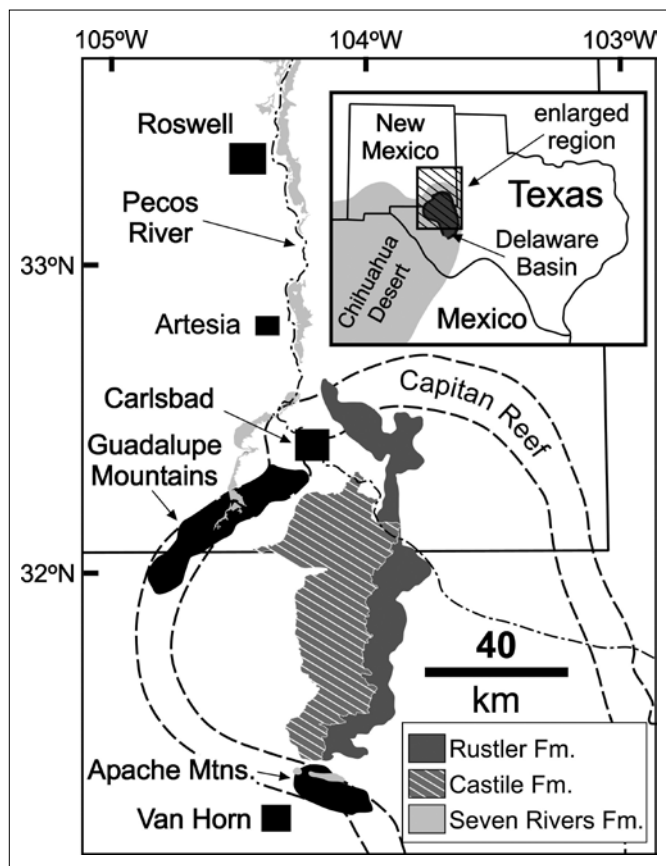 105ºW
104ºW
103ºW
Roswell
Pecos
River
33ºN
Artesia
Carlsbad
Guadalupe
Mountains
32ºN
Apache Mtns.
Van Horn
Capitan Reef
New
Mexico
enlarged
region
Texas
Delaware
Basin
Chihuahua
Desert
Mexico
40
km
Rustler Fm.
Castile Fm.
Seven Rivers Fm.